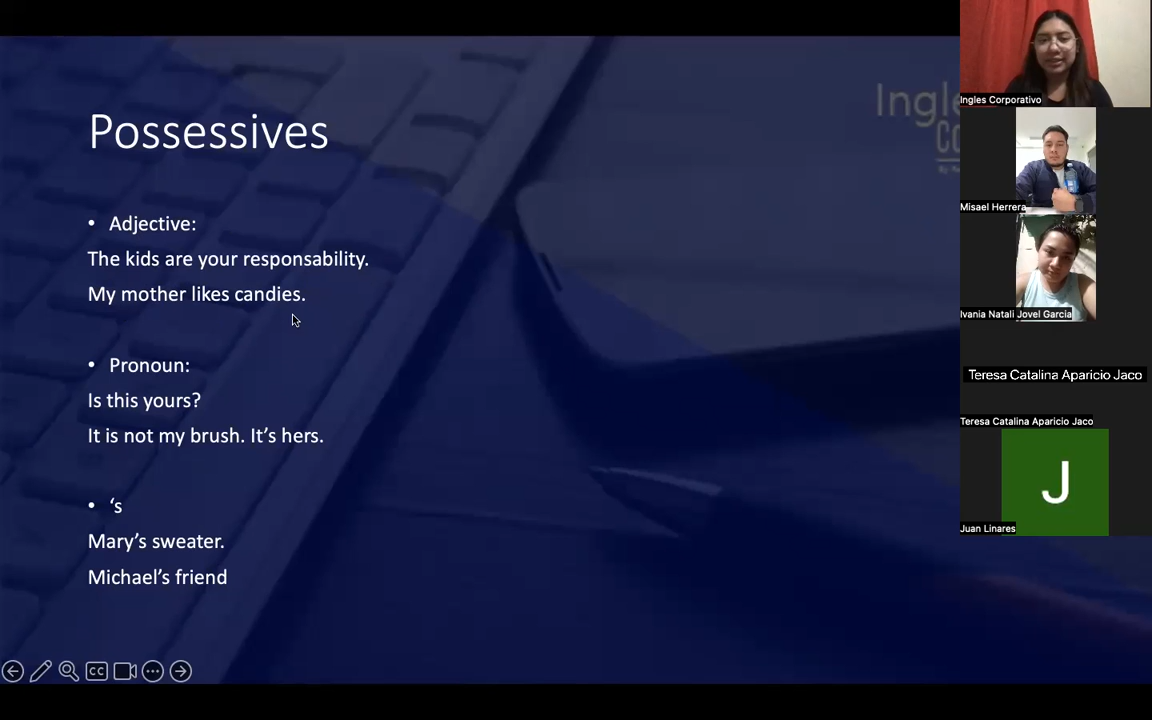 Possessives
• Adjective:
The kids are your responsability.
My mother likes candies.
• Pronoun:
Is this yours?
It is not my brush. It's hers.
• 's
Mary's sweater.
Michael's friend
Ingles Corporativo
Misael Herrera
Ivania Natali Jovel Garcia
Teresa Catalina Aparicio Jaco
Teresa Catalina Aparicio Jaco
J
Juan Linares
CC